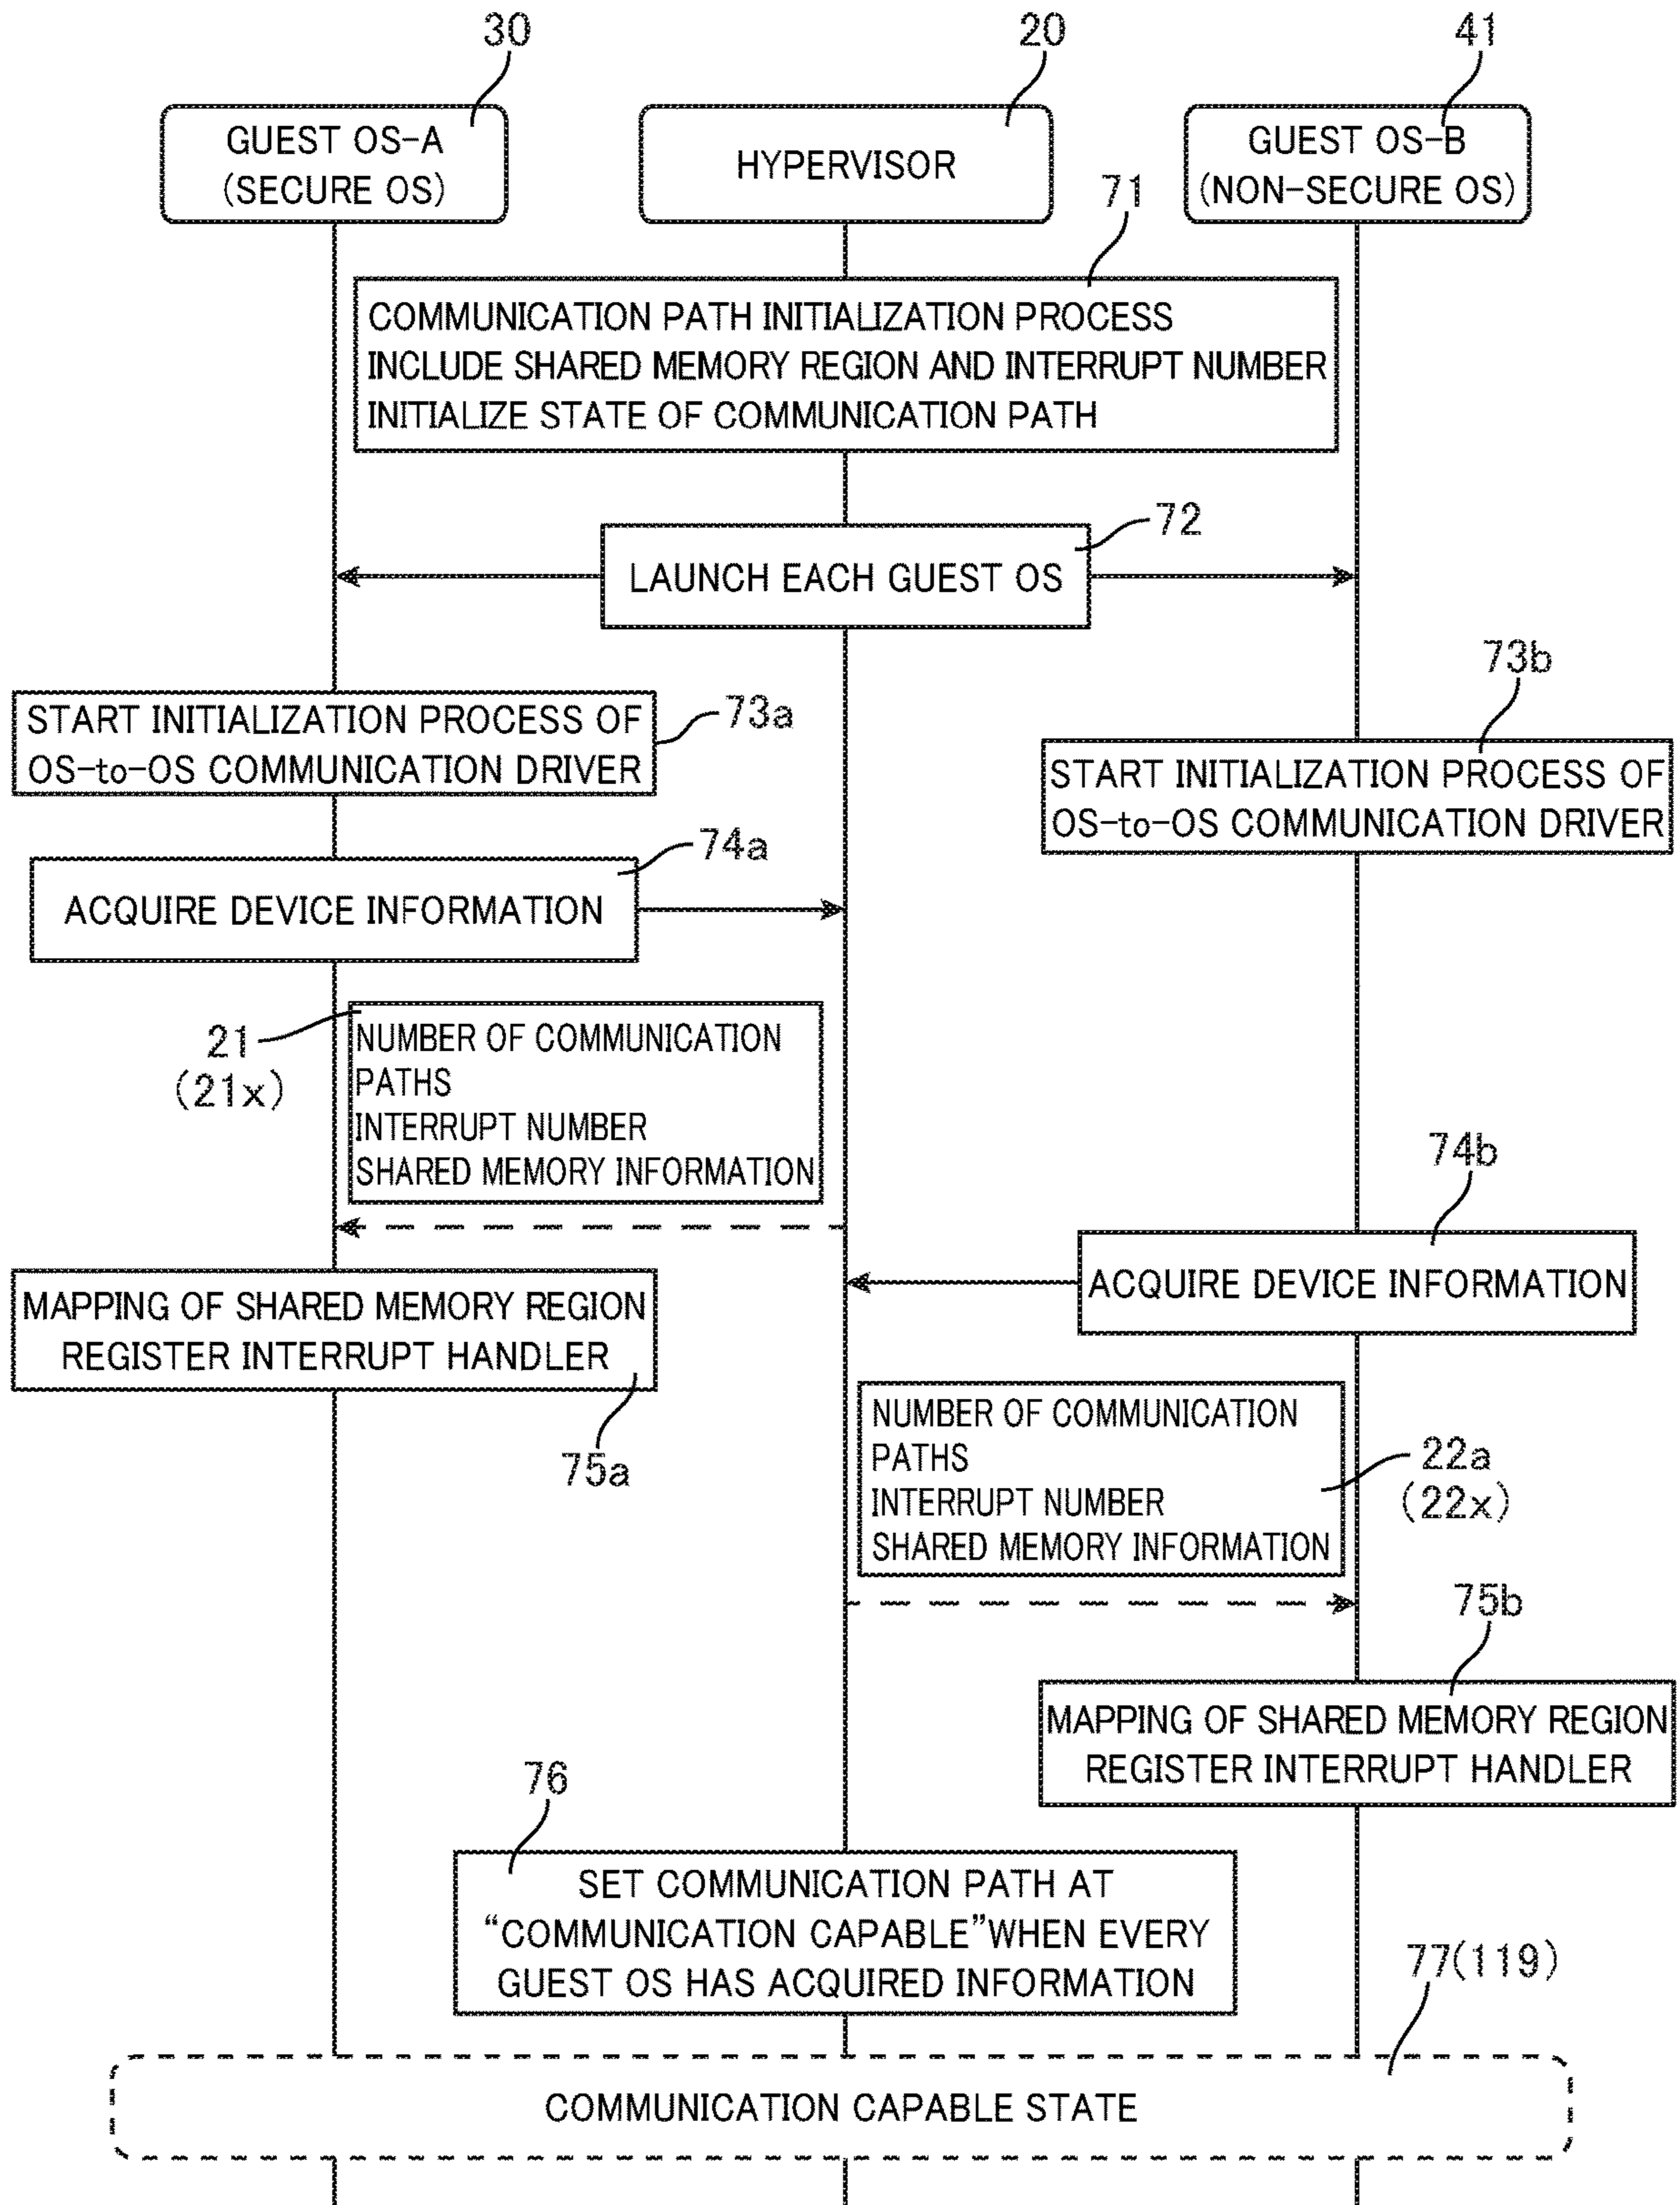 30
20
41
GUEST OS-A
(SECURE OS)
HYPERVISOR
GUEST OS-B
(NON-SECURE OS)
71
COMMUNICATION PATH INITIALIZATION PROCESS
INCLUDE SHARED MEMORY REGION AND INTERRUPT NUMBER
INITIALIZE STATE OF COMMUNICATION PATH
72
LAUNCH EACH GUEST OS
73a
START INITIALIZATION PROCESS OF
OS-to-OS COMMUNICATION DRIVER
73b
START INITIALIZATION PROCESS OF
OS-to-OS COMMUNICATION DRIVER
74a
ACQUIRE DEVICE INFORMATION
21
(21x)
NUMBER OF COMMUNICATION
PATHS
INTERRUPT NUMBER
SHARED MEMORY INFORMATION
74b
ACQUIRE DEVICE INFORMATION
MAPPING OF SHARED MEMORY REGION
REGISTER INTERRUPT HANDLER
75a
NUMBER OF COMMUNICATION
PATHS
INTERRUPT NUMBER
SHARED MEMORY INFORMATION
22a
(22x)
75b
MAPPING OF SHARED MEMORY REGION
REGISTER INTERRUPT HANDLER
76
SET COMMUNICATION PATH AT
“COMMUNICATION CAPABLE”WHEN EVERY
GUEST OS HAS ACQUIRED INFORMATION
77(119)
COMMUNICATION CAPABLE STATE